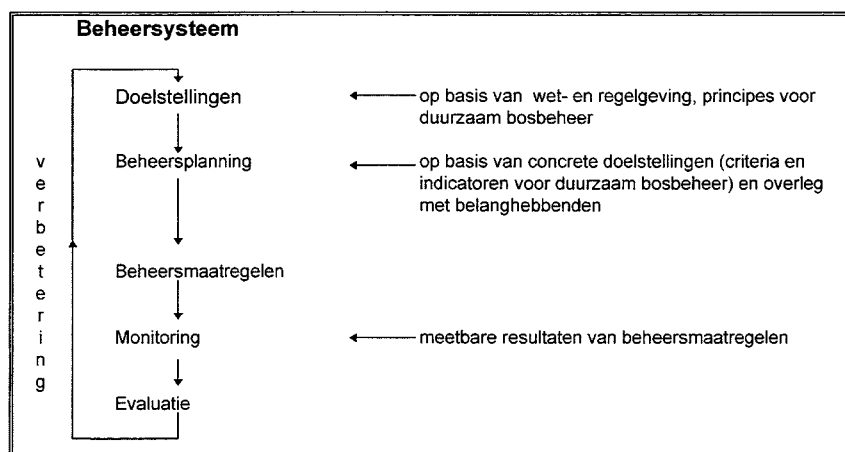 Beheersysteem
Doelstellingen
op basis van wet- en regelgeving, principes voor
duurzaam bosbeheer
Beheersplanning
op basis van concrete doelstellingen (criteria en
indicatoren voor duurzaam bosbeheer) en overleg
met belanghebbenden
Beheersmaatregelen
Monitoring
meetbare resultaten van beheersmaatregelen
Evaluatie
verbetering